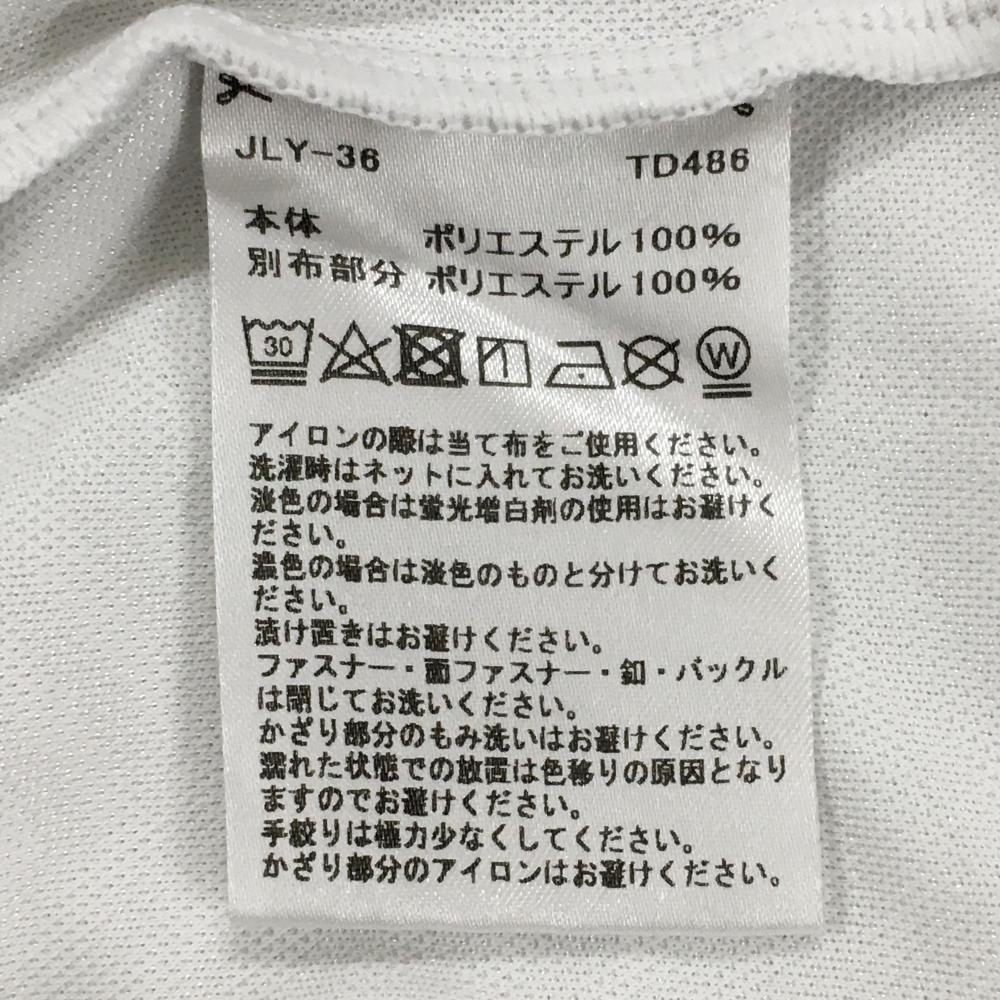 JLY-36 TD486
本体 ポリエステル100%
別布部分 ポリエステル100%
30 W
アイロンの際は当て布をご使用ください。
洗濯時はネットに入れてお洗いください。
淡色の場合は蛍光増白剤の使用はお避けく
ださい。
濃色の場合は淡色のものと分けてお洗いく
ださい。
漬け置きはお避けください。
ファスナー・面ファスナー・釦・バックル
は閉じてお洗いください。
かざり部分のもみ洗いはお避けください。
濡れた状態での放置は色移りの原因となり
ますのでお避けください。
手絞りは極力少なくしてください。
かざり部分のアイロンはお避けください。